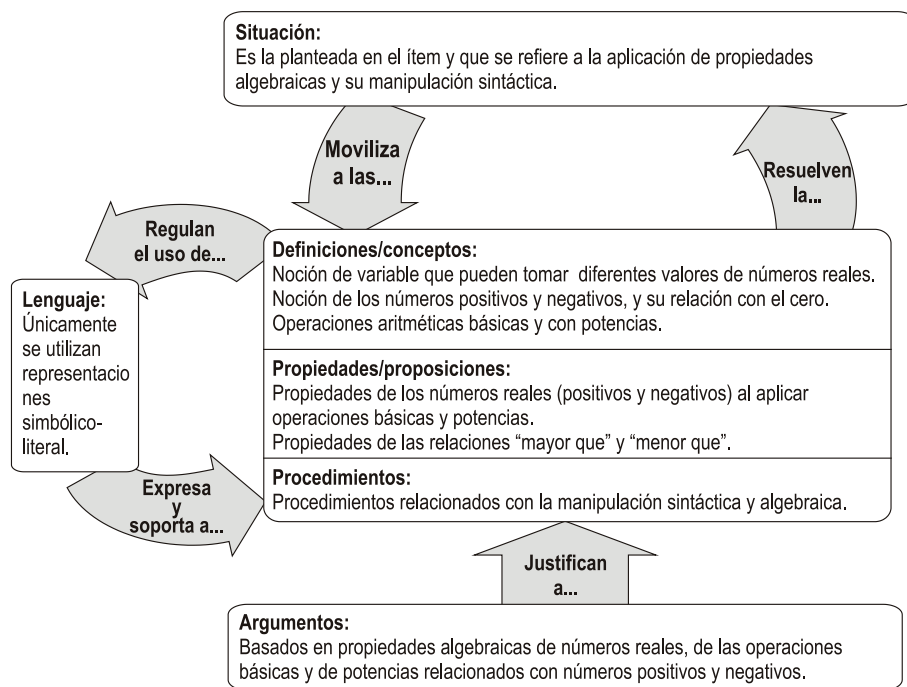 Situación:
Es la planteada en el ítem y que se refiere a la aplicación de propiedades
algebraicas y su manipulación sintáctica.
Moviliza
a las...
Resuelven
la...
Regulan
el uso de...
Definiciones/conceptos:
Noción de variable que pueden tomar diferentes valores de números reales.
Noción de los números positivos y negativos, y su relación con el cero.
Operaciones aritméticas básicas y con potencias.
Lenguaje:
Únicamente
se utilizan
representacio
nes
simbólico-
literal.
Propiedades/proposiciones:
Propiedades de los números reales (positivos y negativos) al aplicar
operaciones básicas y potencias.
Propiedades de las relaciones “mayor que” y “menor que”.
Procedimientos:
Procedimientos relacionados con la manipulación sintáctica y algebraica.
Expresa
y
soporta a...
Justifican
a...
Argumentos:
Basados en propiedades algebraicas de números reales, de las operaciones
básicas y de potencias relacionados con números positivos y negativos.